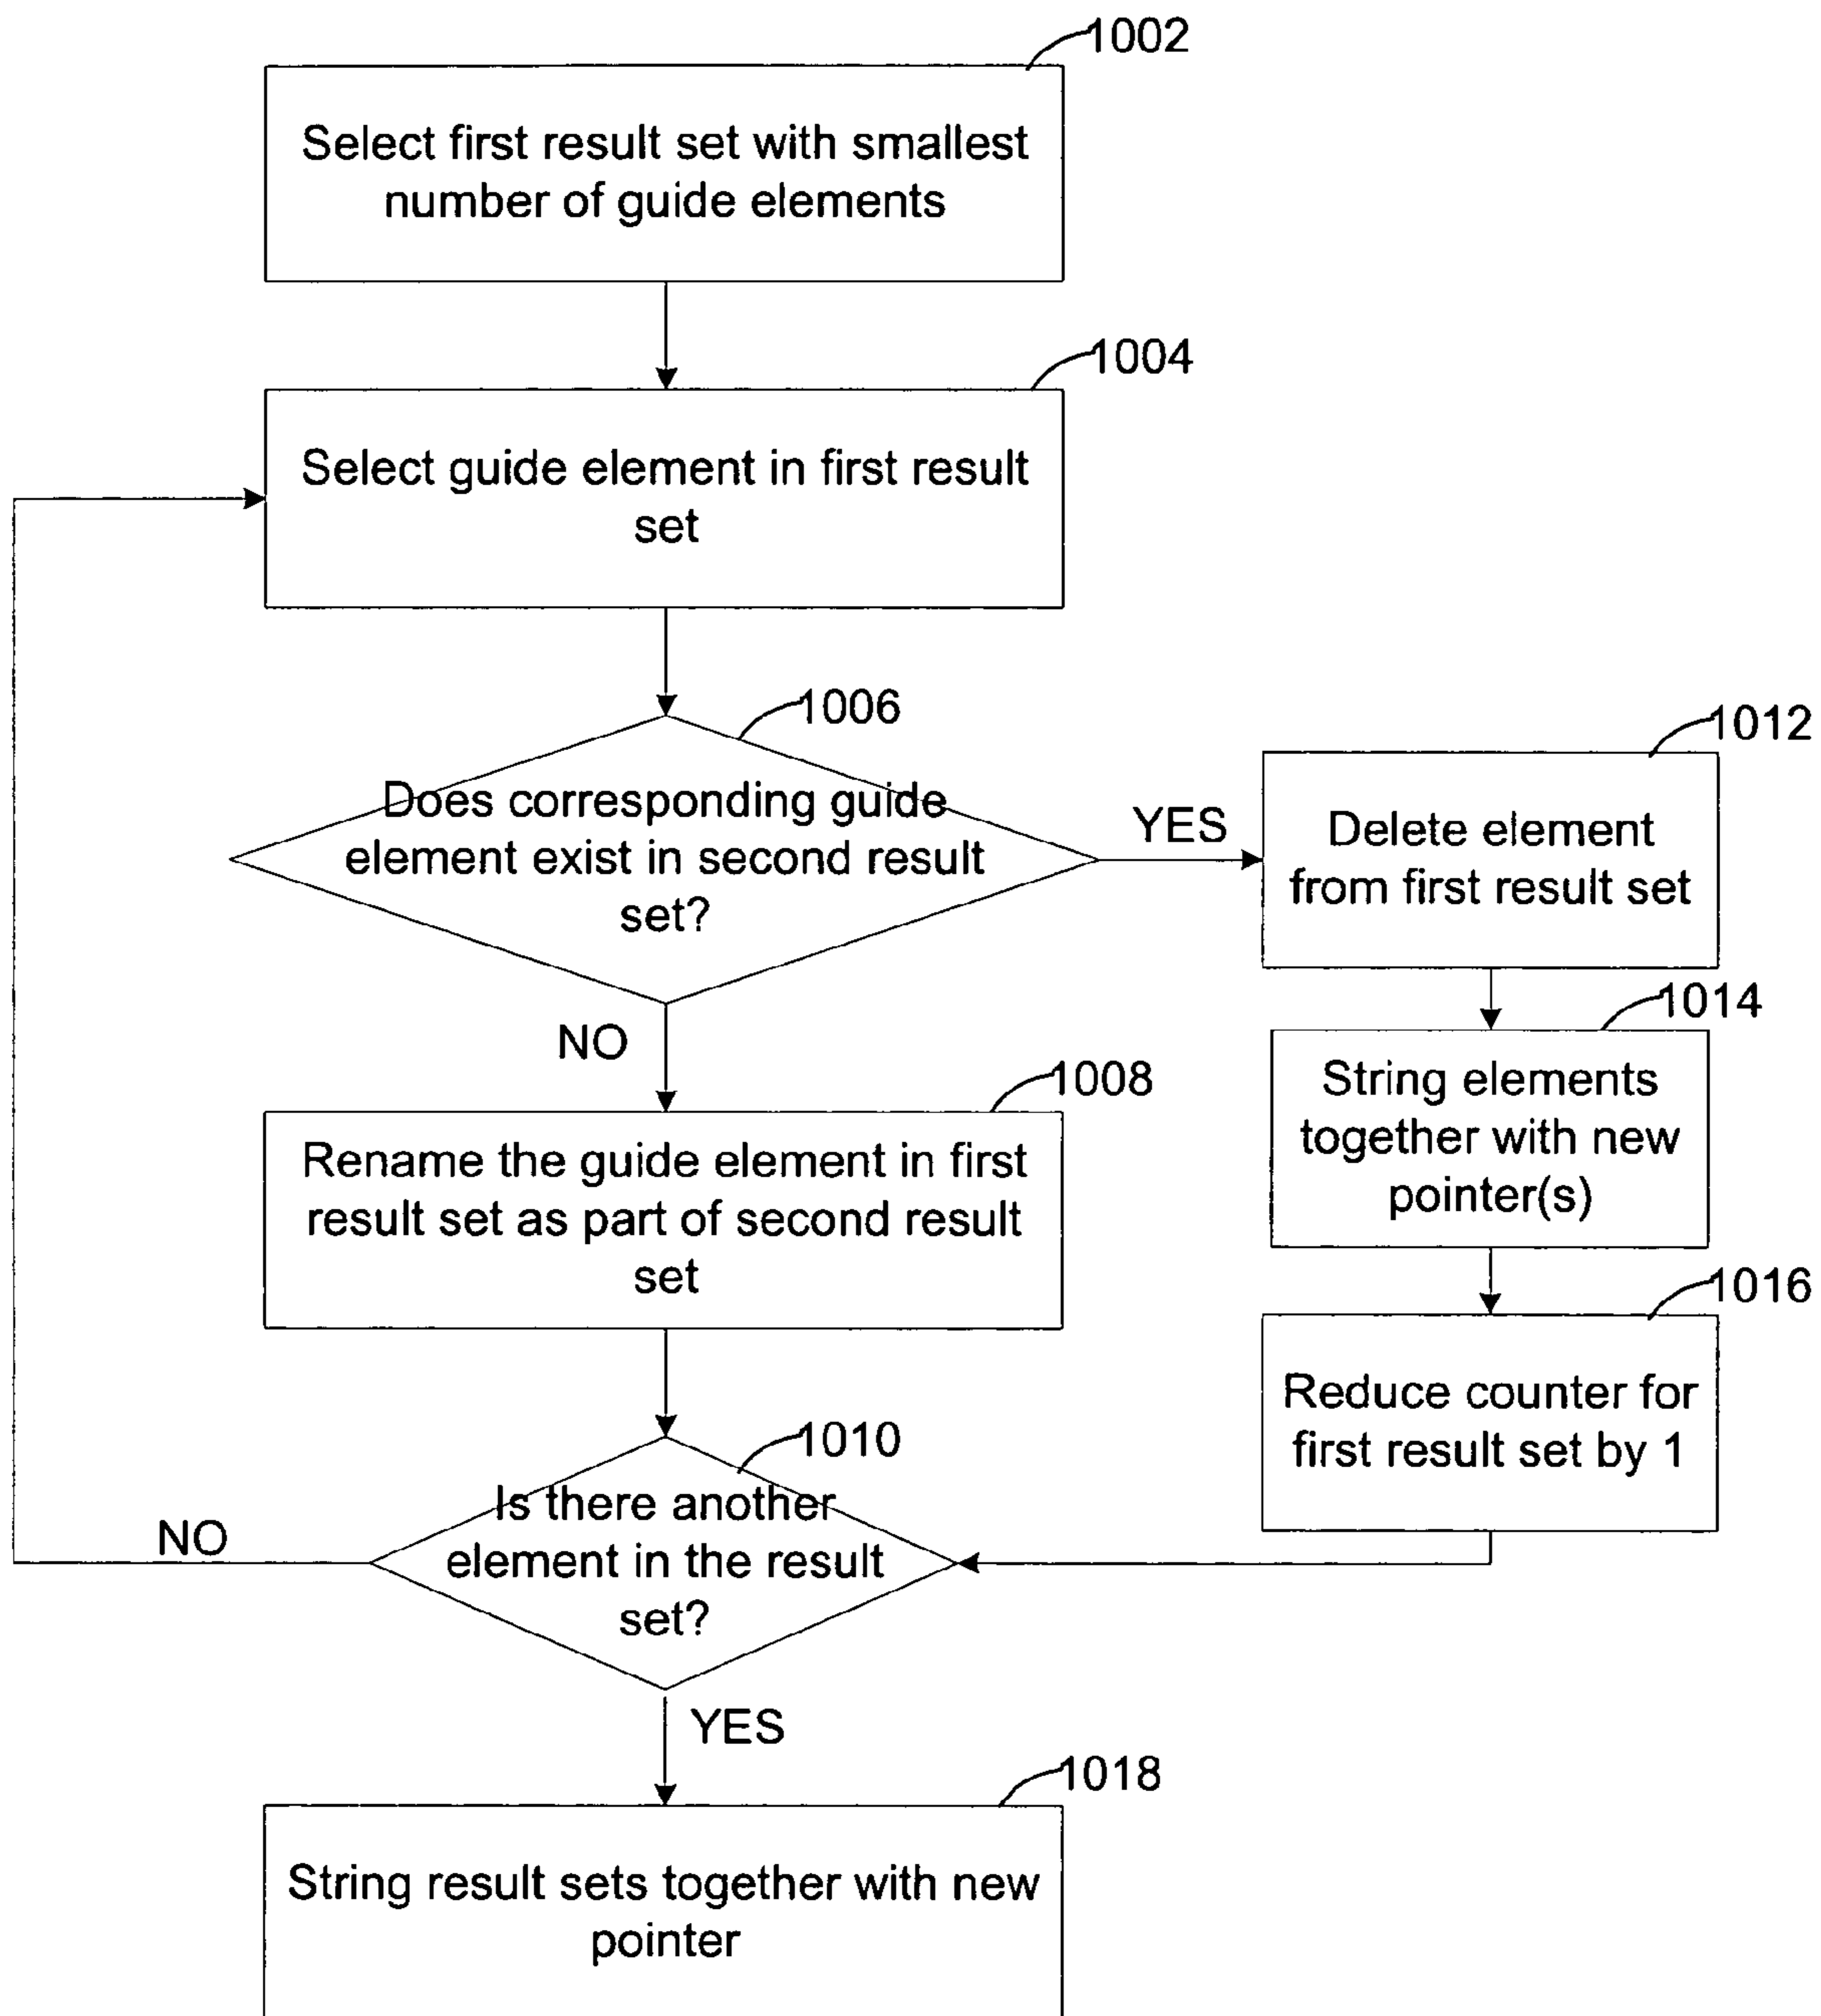 1002
Select first result set with smallest
number of guide elements
1004
Select guide element in first result
set
1006
Does corresponding guide
element exist in second result
set?
YES
1012
Delete element
from first result set
NO
1014
String elements
together with new
pointer(s)
1008
Rename the guide element in first
result set as part of second result
set
1016
Reduce counter for
first result set by 1
1010
Is there another
element in the result
set?
NO
YES
1018
String result sets together with new
pointer